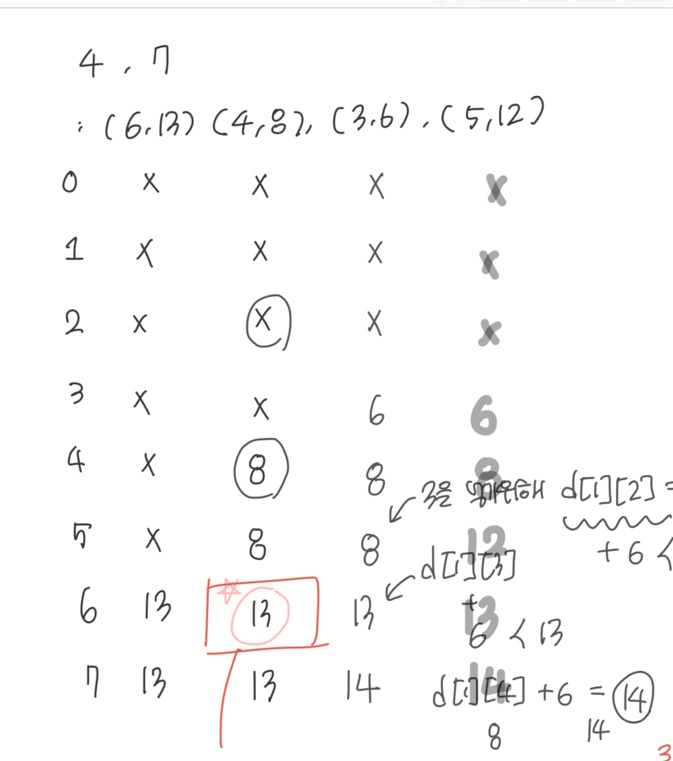 4 , 7
: (6,13) (4,8), (3,6), (5,12)
0 x x x x
1 x x x x
2 x x x x
3 x x 6 6
4 x 8 8 8
3을 위해 d[1][2] =
+ 6 <
5 x 8 8 12
d[1][3]
6 13 13 13 13
+
6 < 13
7 13 13 14 14
d[1][4] + 6 = 14
8 14
3